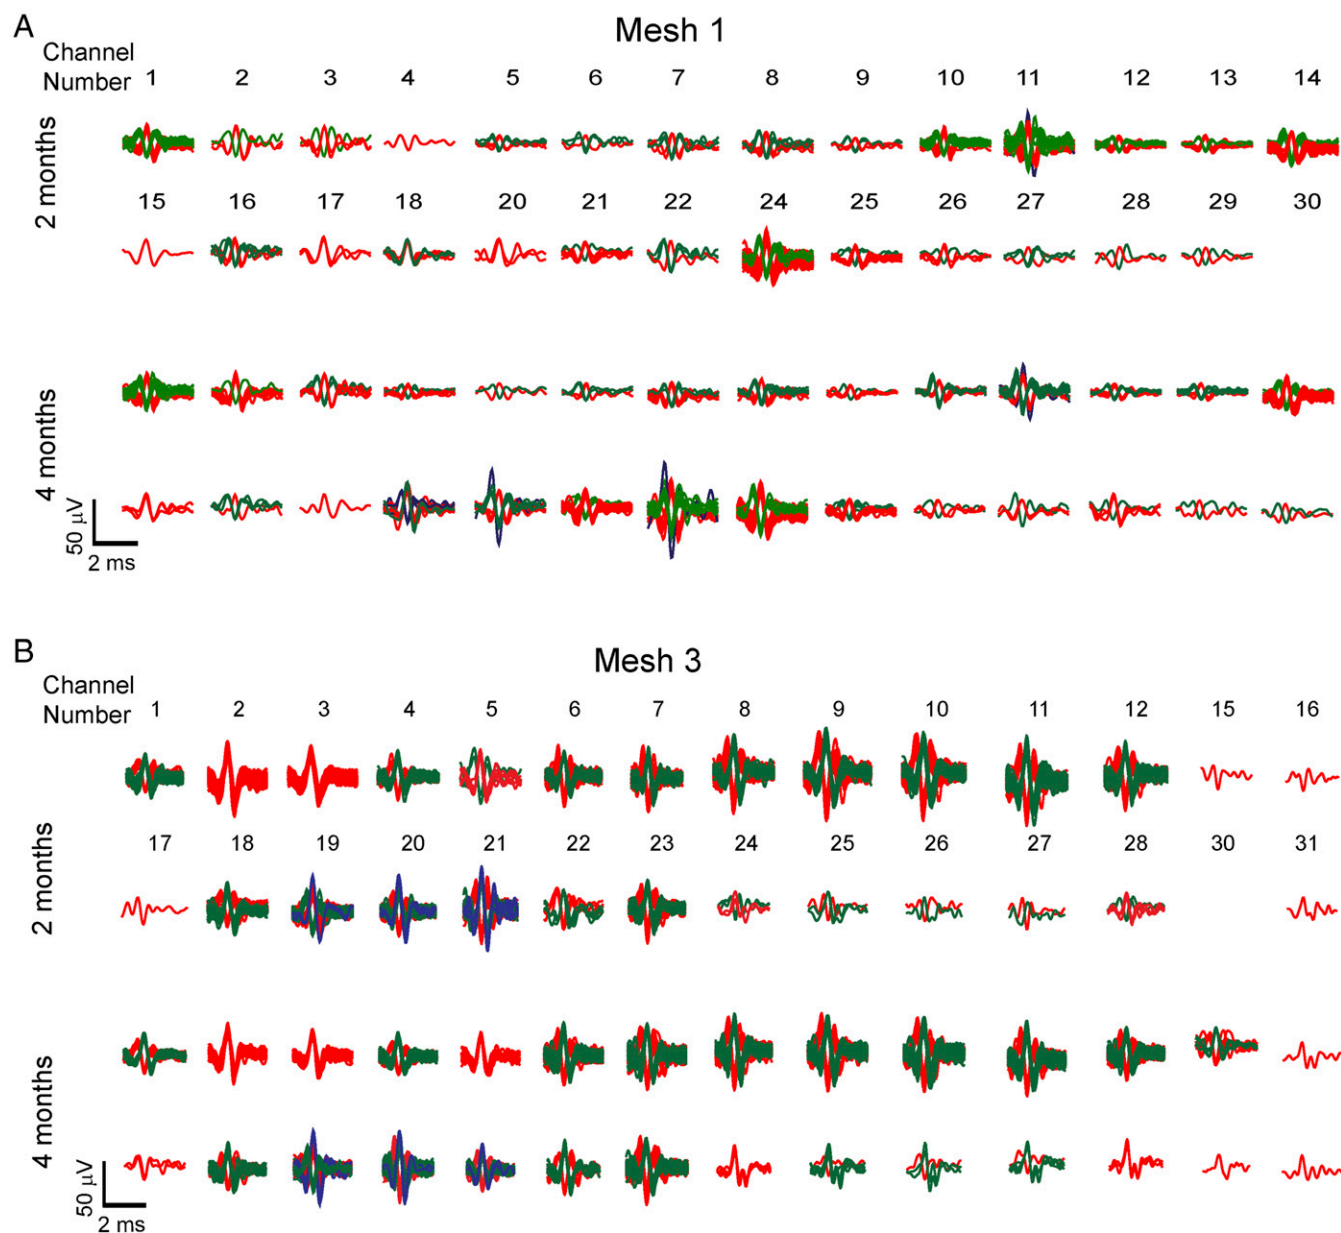 A
Mesh 1
Channel
Number 1 2 3 4 5 6 7 8 9 10 11 12 13 14
2 months
15 16 17 18 20 21 22 24 25 26 27 28 29 30
4 months
50 μV
2 ms
B
Mesh 3
Channel
Number 1 2 3 4 5 6 7 8 9 10 11 12 15 16
2 months
17 18 19 20 21 22 23 24 25 26 27 28 30 31
4 months
50 μV
2 ms